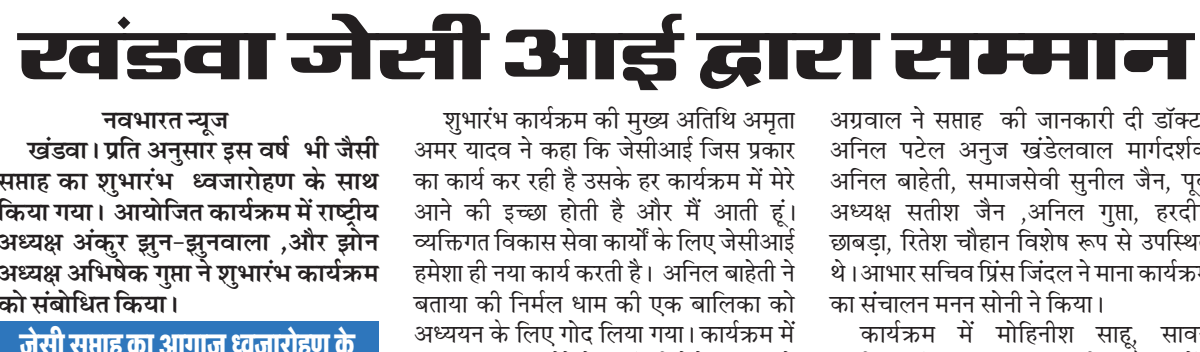 खंडवा जेसी आई द्वारा सम्मान
नवभारत न्यूज
खंडवा। प्रति अनुसार इस वर्ष भी जैसी
सप्ताह का शुभारंभ ध्वजारोहण के साथ
किया गया। आयोजित कार्यक्रम में राष्ट्रीय
अध्यक्ष अंकुर झुन-झुनवाला ,और झोन
अध्यक्ष अभिषेक गुप्ता ने शुभारंभ कार्यक्रम
को संबोधित किया।
जेसी सप्ताह का आगाज ध्वजारोहण के
शुभारंभ कार्यक्रम की मुख्य अतिथि अमृता
अमर यादव ने कहा कि जेसीआई जिस प्रकार
का कार्य कर रही है उसके हर कार्यक्रम में मेरे
आने की इच्छा होती है और मैं आती हूं।
व्यक्तिगत विकास सेवा कार्यों के लिए जेसीआई
हमेशा ही नया कार्य करती है। अनिल बाहेती ने
बताया की निर्मल धाम की एक बालिका को
अध्ययन के लिए गोद लिया गया। कार्यक्रम में
अग्रवाल ने सप्ताह की जानकारी दी
अनिल पटेल अनुज खंडेलवाल
अनिल बाहेती, समाजसेवी सुनील जैन,
अध्यक्ष सतीश जैन ,अनिल गुप्ता,
छाबड़ा, रितेश चौहान विशेष रूप से
थे। आभार सचिव प्रिंस जिंदल ने माना
का संचालन मनन सोनी ने किया।
कार्यक्रम में मोहिनीश साहू,